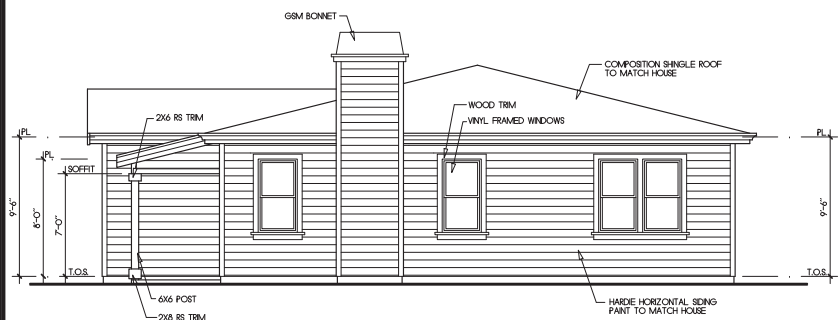 GSM BONNET
COMPOSITION SHINGLE ROOF
TO MATCH HOUSE
2X6 RS TRIM
WOOD TRIM
VINYL FRAMED WINDOWS
PL.
PL.
PL.
SOFFIT
9'-6"
8'-0"
7'-0"
9'-6"
T.O.S.
T.O.S.
6X6 POST
2X8 RS TRIM
HARDIE HORIZONTAL SIDING
PAINT TO MATCH HOUSE